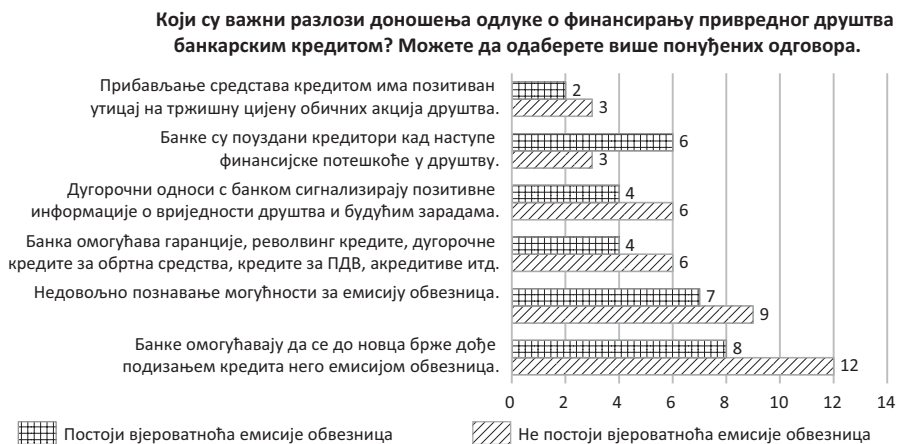 Који су важни разлози доношења одлуке о финансирању привредног друштва
банкарским кредитом? Можете да одаберете више понуђених одговора.
Прибављање средстава кредитом има позитиван
утицај на тржишну цијену обичних акција друштва.
2
3
Банке су поуздани кредитори кад наступе
финансијске потешкоће у друштву.
6
3
Дугорочни односи с банком сигнализирају позитивне
информације о вриједности друштва и будућим зарадама.
4
6
Банка омогућава гаранције, револвинг кредите, дугорочне
кредите за обртна средства, кредите за ПДВ, акредитиве итд.
4
6
Недовољно познавање могућности за емисију обвезница.
7
9
Банке омогућавају да се до новца брже дође
подизањем кредита него емисијом обвезница.
8
12
0 2 4 6 8 10 12 14
Постоји вјероватноћа емисије обвезница
Не постоји вјероватноћа емисије обвезница